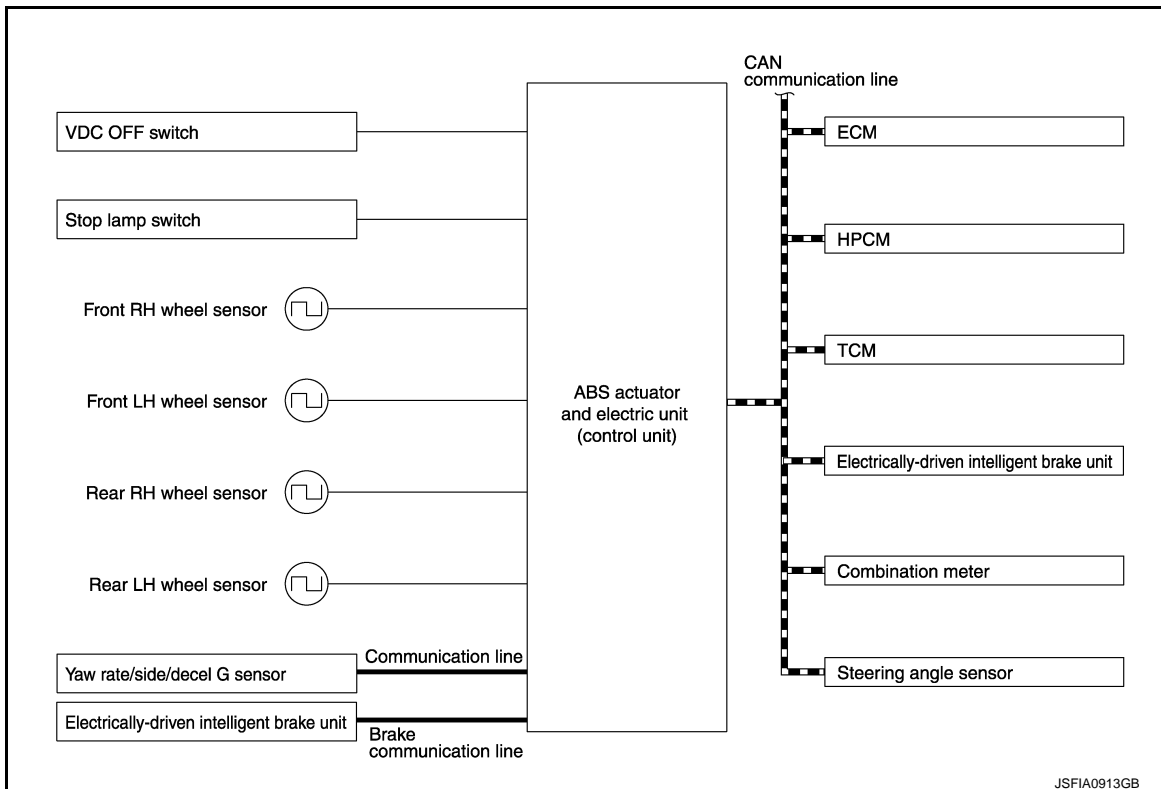 CAN
communication line
VDC OFF switch
ECM
Stop lamp switch
HPCM
Front RH wheel sensor
TCM
Front LH wheel sensor
ABS actuator
and electric unit
(control unit)
Electrically-driven intelligent brake unit
Rear RH wheel sensor
Rear LH wheel sensor
Combination meter
Communication line
Yaw rate/side/decel G sensor
Steering angle sensor
Electrically-driven intelligent brake unit
Brake
communication line
JSFIA0913GB